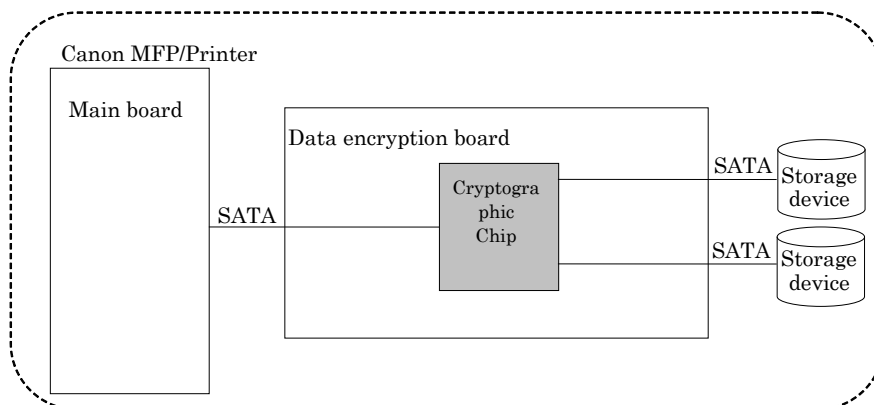 Canon MFP/Printer
Main board
Data encryption board
Cryptogra
phic
Chip
SATA
SATA
Storage
device
SATA
Storage
device